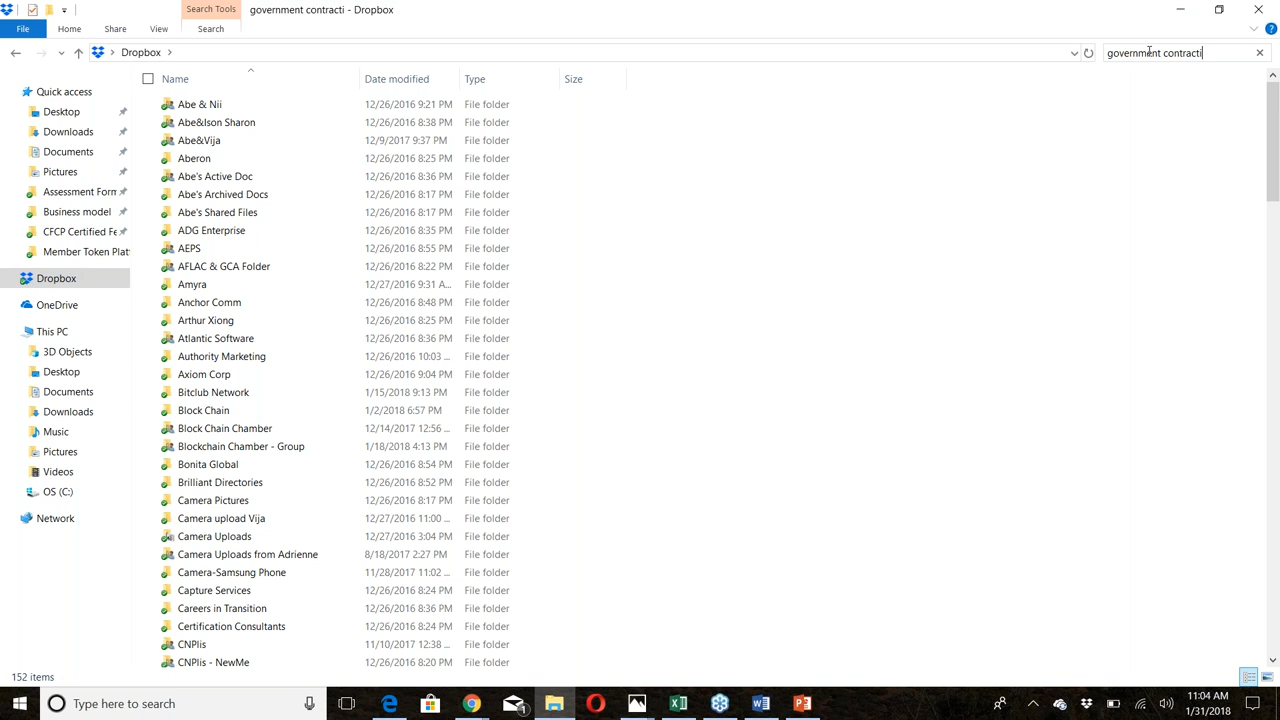 Search Tools government contracti - Dropbox
File Home Share View Search
Dropbox government contracti
Name Date modified Type Size
Quick access
Desktop
Downloads
Documents
Pictures
Assessment Form
Business model
CFCP Certified Fe
Member Token Plat
Dropbox
OneDrive
This PC
3D Objects
Desktop
Documents
Downloads
Music
Pictures
Videos
OS (C:)
Network
Abe & Nii 12/26/2016 9:21 PM File folder
Abe&Ison Sharon 12/26/2016 8:38 PM File folder
Abe&Vija 12/9/2017 9:37 PM File folder
Aberon 12/26/2016 8:25 PM File folder
Abe's Active Doc 12/26/2016 8:36 PM File folder
Abe's Archived Docs 12/26/2016 8:17 PM File folder
Abe's Shared Files 12/26/2016 8:17 PM File folder
ADG Enterprise 12/26/2016 8:35 PM File folder
AEPS 12/26/2016 8:55 PM File folder
AFLAC & GCA Folder 12/26/2016 8:22 PM File folder
Amyra 12/27/2016 9:31 A... File folder
Anchor Comm 12/26/2016 8:48 PM File folder
Arthur Xiong 12/26/2016 8:25 PM File folder
Atlantic Software 12/26/2016 8:36 PM File folder
Authority Marketing 12/26/2016 10:03 ... File folder
Axiom Corp 12/26/2016 9:04 PM File folder
Bitclub Network 1/15/2018 9:13 PM File folder
Block Chain 1/2/2018 6:57 PM File folder
Block Chain Chamber 12/14/2017 12:56 ... File folder
Blockchain Chamber - Group 1/18/2018 4:13 PM File folder
Bonita Global 12/26/2016 8:54 PM File folder
Brilliant Directories 12/26/2016 8:52 PM File folder
Camera Pictures 12/26/2016 8:17 PM File folder
Camera upload Vija 12/27/2016 11:00 ... File folder
Camera Uploads 12/27/2016 3:04 PM File folder
Camera Uploads from Adrienne 8/18/2017 2:27 PM File folder
Camera-Samsung Phone 11/28/2017 11:02 ... File folder
Capture Services 12/26/2016 8:24 PM File folder
Careers in Transition 12/26/2016 8:36 PM File folder
Certification Consultants 12/26/2016 8:24 PM File folder
CNPlis 11/10/2017 12:38 ... File folder
CNPlis - NewMe 12/26/2016 8:20 PM File folder
152 items
Type here to search
1
11:04 AM
1/31/2018